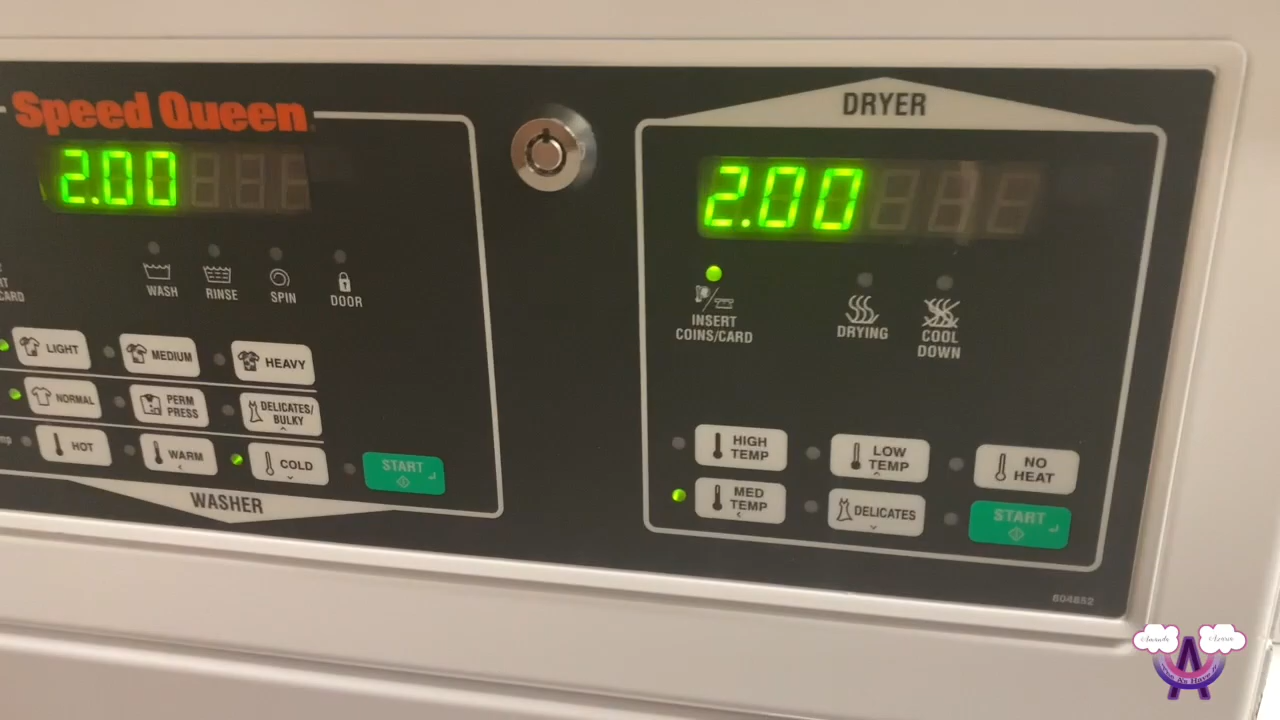 Speed Queen
2.00
WASH
RINSE
SPIN
DOOR
LIGHT
MEDIUM
HEAVY
NORMAL
PERM
PRESS
DELICATES/
BULKY
HOT
WARM
COLD
START
WASHER
DRYER
2.00
INSERT
COINS/CARD
DRYING
COOL
DOWN
HIGH
TEMP
LOW
TEMP
NO
HEAT
MED
TEMP
DELICATES
START
604852